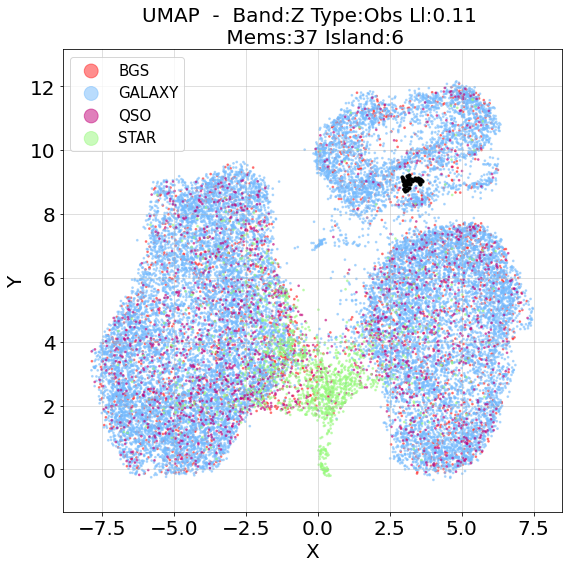 UMAP  -  Band:Z Type:Obs Ll:0.11
Mems:37 Island:6
BGS
GALAXY
QSO
STAR
12
10
8
6
4
2
0
Y
−7.5 −5.0 −2.5 0.0 2.5 5.0 7.5
X